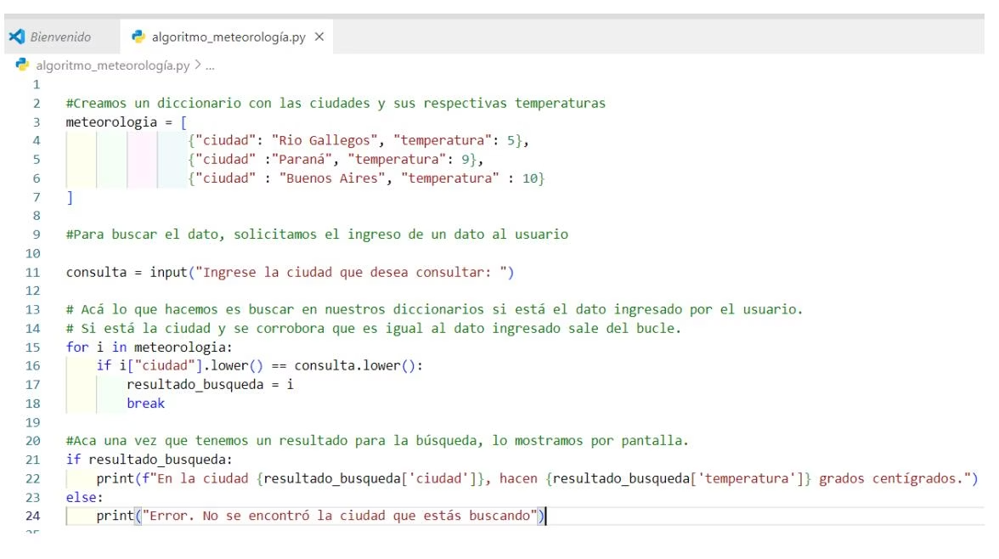 Bienvenido
algoritmo_meteorología.py ×
algoritmo_meteorología.py > ...
1
2 #Creamos un diccionario con las ciudades y sus respectivas temperaturas
3 meteorologia = [
4 {"ciudad": "Rio Gallegos", "temperatura": 5},
5 {"ciudad" :"Paraná", "temperatura": 9},
6 {"ciudad" : "Buenos Aires", "temperatura" : 10}
7 ]
8
9 #Para buscar el dato, solicitamos el ingreso de un dato al usuario
10
11 consulta = input("Ingrese la ciudad que desea consultar: ")
12
13 # Acá lo que hacemos es buscar en nuestros diccionarios si está el dato ingresado por el usuario.
14 # Si está la ciudad y se corrobora que es igual al dato ingresado sale del bucle.
15 for i in meteorologia:
16 if i["ciudad"].lower() == consulta.lower():
17 resultado_busqueda = i
18 break
19
20 #Aca una vez que tenemos un resultado para la búsqueda, lo mostramos por pantalla.
21 if resultado_busqueda:
22 print(f"En la ciudad {resultado_busqueda['ciudad']}, hacen {resultado_busqueda['temperatura']} grados centígrados.")
23 else:
24 print("Error. No se encontró la ciudad que estás buscando")